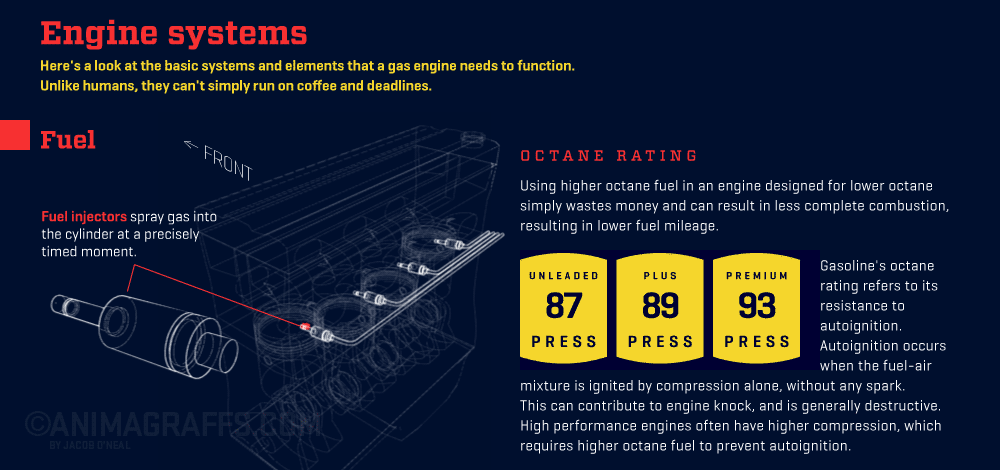 Engine systems
Here's a look at the basic systems and elements that a gas engine needs to function.
Unlike humans, they can't simply run on coffee and deadlines.
Fuel
FRONT
Fuel injectors spray gas into
the cylinder at a precisely
timed moment.
OCTANE RATING
Using higher octane fuel in an engine designed for lower octane
simply wastes money and can result in less complete combustion,
resulting in lower fuel mileage.
UNLEADED
87
PRESS
PLUS
89
PRESS
PREMIUM
93
PRESS
Gasoline's octane
rating refers to its
resistance to
autoignition.
Autoignition occurs
when the fuel-air
mixture is ignited by compression alone, without any spark.
This can contribute to engine knock, and is generally destructive.
High performance engines often have higher compression, which
requires higher octane fuel to prevent autoignition.
©ANIMAGRAFFS.COM
BY JACOB O'NEAL